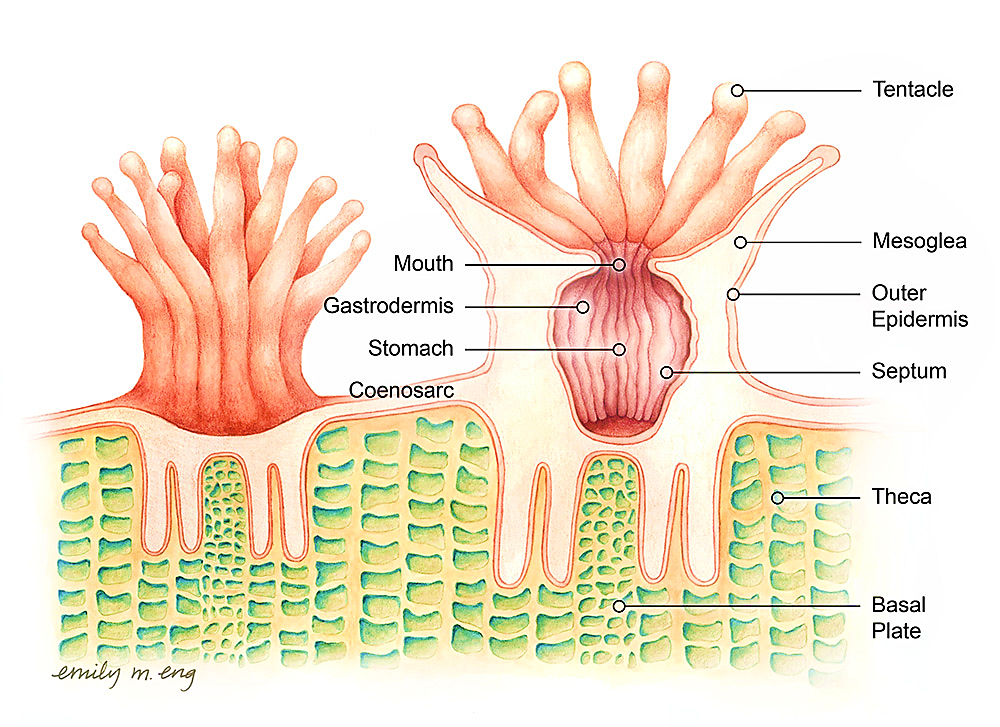 Tentacle
Mesoglea
Mouth
Outer
Epidermis
Gastrodermis
Stomach
Septum
Coenosarc
Theca
Basal
Plate
emily m. eng